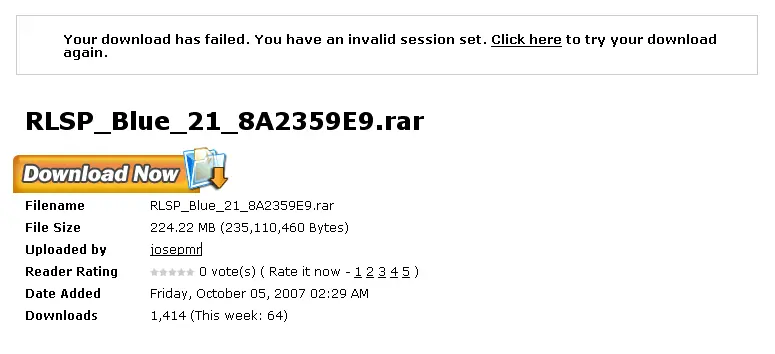 Your download has failed. You have an invalid session set. Click here to try your download
again.
RLSP_Blue_21_8A2359E9.rar
Download Now
Filename RLSP_Blue_21_8A2359E9.rar
File Size 224.22 MB (235,110,460 Bytes)
Uploaded by josepmr
Reader Rating 0 vote(s) ( Rate it now - 1 2 3 4 5 )
Date Added Friday, October 05, 2007 02:29 AM
Downloads 1,414 (This week: 64)